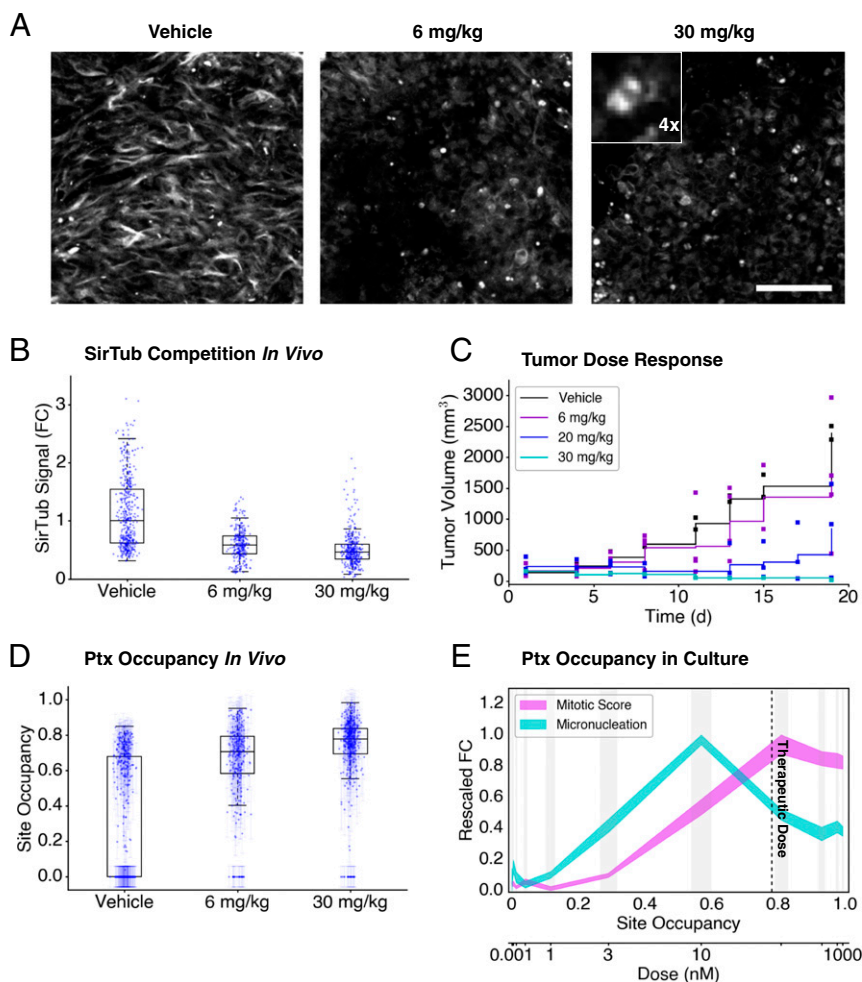 A
Vehicle
6 mg/kg
30 mg/kg
4x
B
SirTub Competition In Vivo
SirTub Signal (FC)
3
2
1
0
Vehicle
6 mg/kg
30 mg/kg
C
Tumor Dose Response
Tumor Volume (mm³)
3000
2500
2000
1500
1000
500
0
Vehicle
6 mg/kg
20 mg/kg
30 mg/kg
0
5
10
15
20
Time (d)
D
Ptx Occupancy In Vivo
Site Occupancy
1.0
0.8
0.6
0.4
0.2
0.0
Vehicle
6 mg/kg
30 mg/kg
E
Ptx Occupancy in Culture
Rescaled FC
1.2
1.0
0.8
0.6
0.4
0.2
0.0
Mitotic Score
Micronucleation
Therapeutic Dose
0
0.2
0.4
0.6
0.8
1.0
Site Occupancy
0.001
1
3
10
1000
Dose (nM)